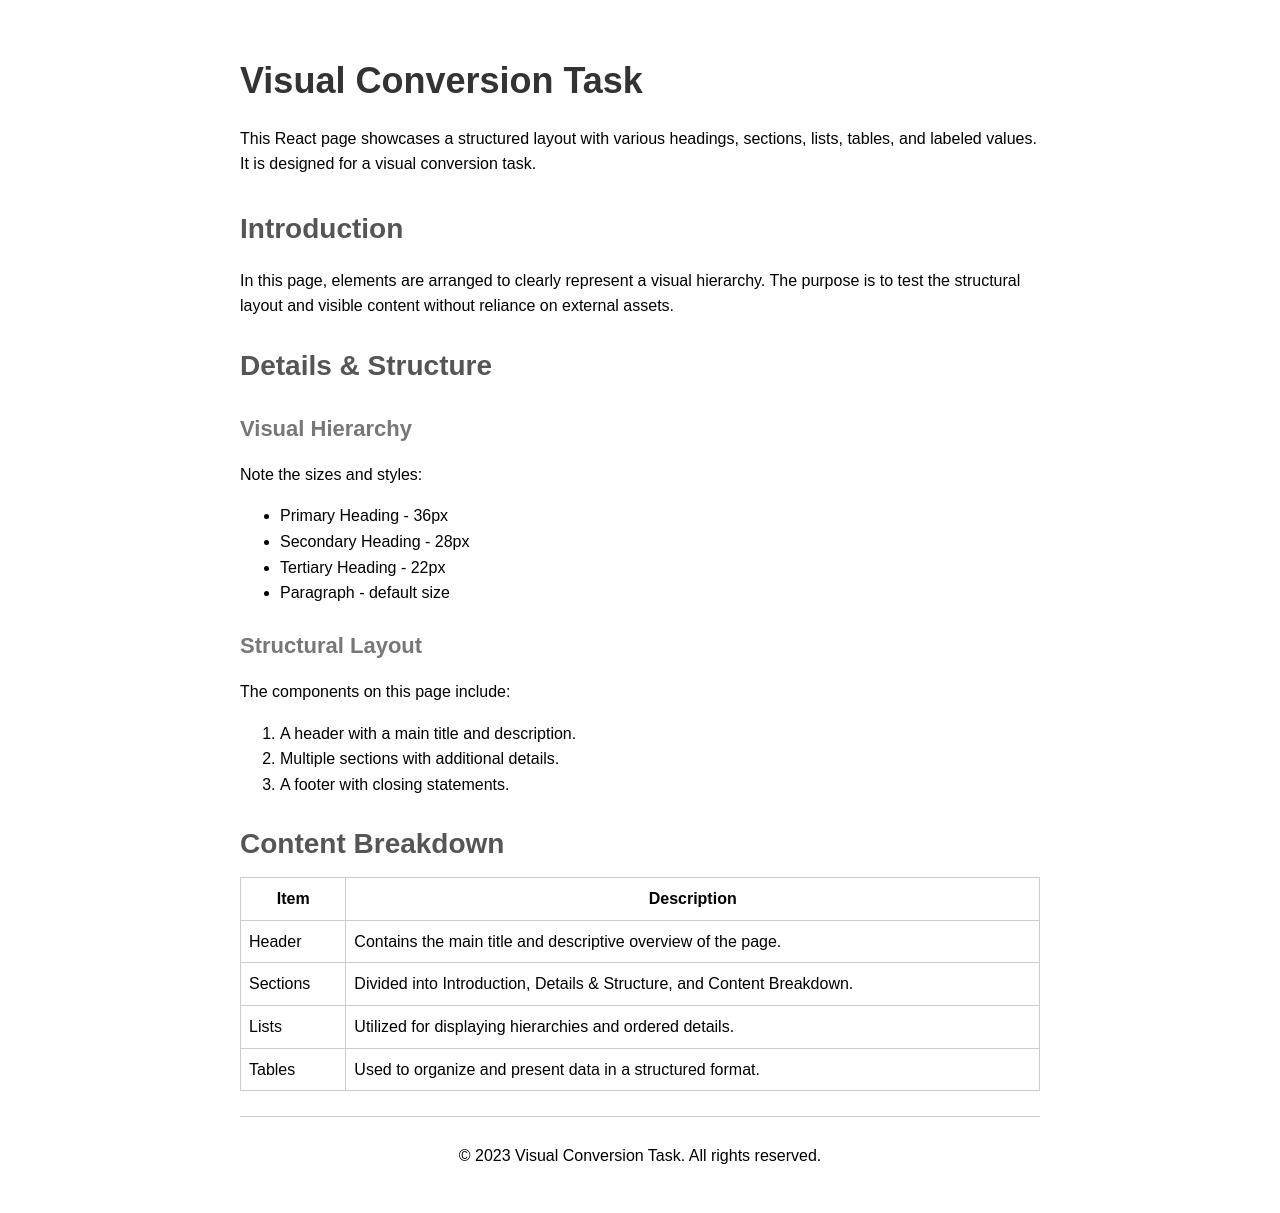 Visual Conversion Task
This React page showcases a structured layout with various headings, sections, lists, tables, and labeled values.
It is designed for a visual conversion task.
Introduction
In this page, elements are arranged to clearly represent a visual hierarchy. The purpose is to test the structural
layout and visible content without reliance on external assets.
Details & Structure
Visual Hierarchy
Note the sizes and styles:
• Primary Heading - 36px
• Secondary Heading - 28px
• Tertiary Heading - 22px
• Paragraph - default size
Structural Layout
The components on this page include:
1. A header with a main title and description.
2. Multiple sections with additional details.
3. A footer with closing statements.
Content Breakdown
Item Description
Header Contains the main title and descriptive overview of the page.
Sections Divided into Introduction, Details & Structure, and Content Breakdown.
Lists Utilized for displaying hierarchies and ordered details.
Tables Used to organize and present data in a structured format.
© 2023 Visual Conversion Task. All rights reserved.